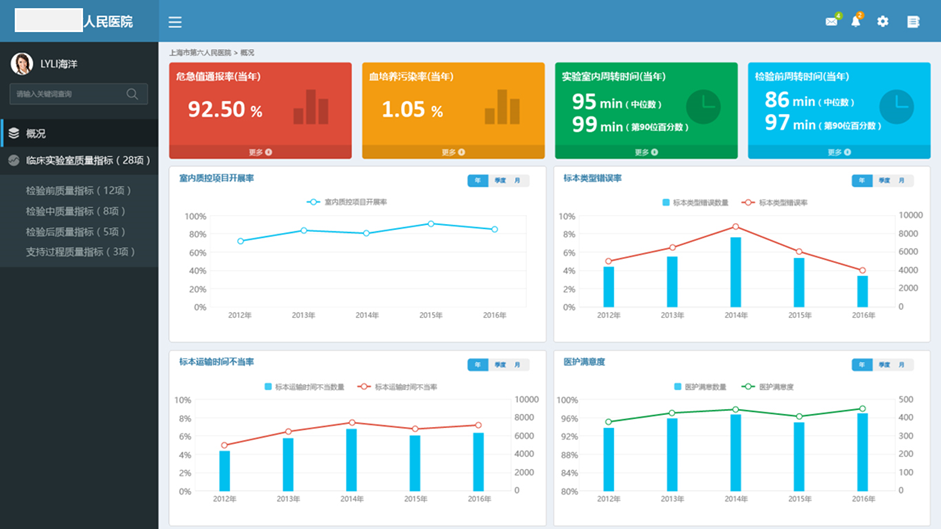 人民医院
4
2
LYLI海洋
请输入关键词查询
概况
临床实验室质量指标（28项）
检验前质量指标（12项）
检验中质量指标（8项）
检验后质量指标（5项）
支持过程质量指标（3项）
上海市第六人民医院 > 概况
危急值通报率(当年)
92.50 %
更多
血培养污染率(当年)
1.05 %
更多
实验室内周转时间(当年)
95 min（中位数）
99 min（第90位百分数）
更多
检验前周转时间(当年)
86 min（中位数）
97 min（第90位百分数）
更多
室内质控项目开展率
年 季度 月
室内质控项目开展率
100%
80%
60%
40%
20%
0%
2012年 2013年 2014年 2015年 2016年
标本类型错误率
年 季度 月
标本类型错误数量 标本类型错误率
10% 10000
8% 8000
6% 6000
4% 4000
2% 2000
0% 0
2012年 2013年 2014年 2015年 2016年
标本运输时间不当率
年 季度 月
标本运输时间不当数量 标本运输时间不当率
10% 10000
8% 8000
6% 6000
4% 4000
2% 2000
0% 0
2012年 2013年 2014年 2015年 2016年
医护满意度
年 季度 月
医护满意数量 医护满意度
100% 500
96% 400
92% 300
88% 200
84% 100
80% 0
2012年 2013年 2014年 2015年 2016年